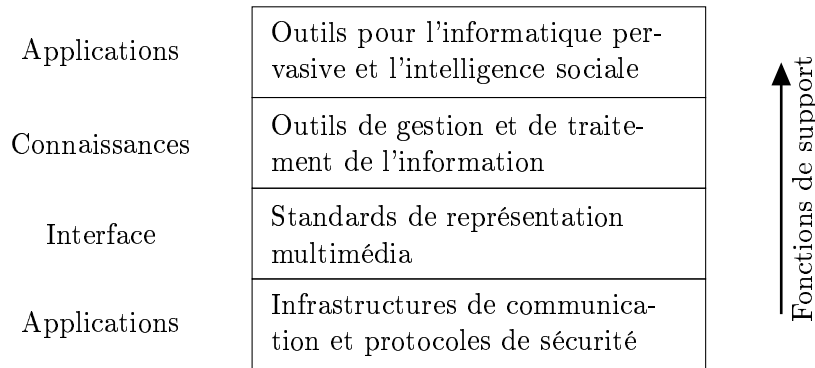 Applications
Outils pour l'informatique per-
vasive et l'intelligence sociale
Connaissances
Outils de gestion et de traite-
ment de l'information
Interface
Standards de représentation
multimédia
Applications
Infrastructures de communica-
tion et protocoles de sécurité
Fonctions de support